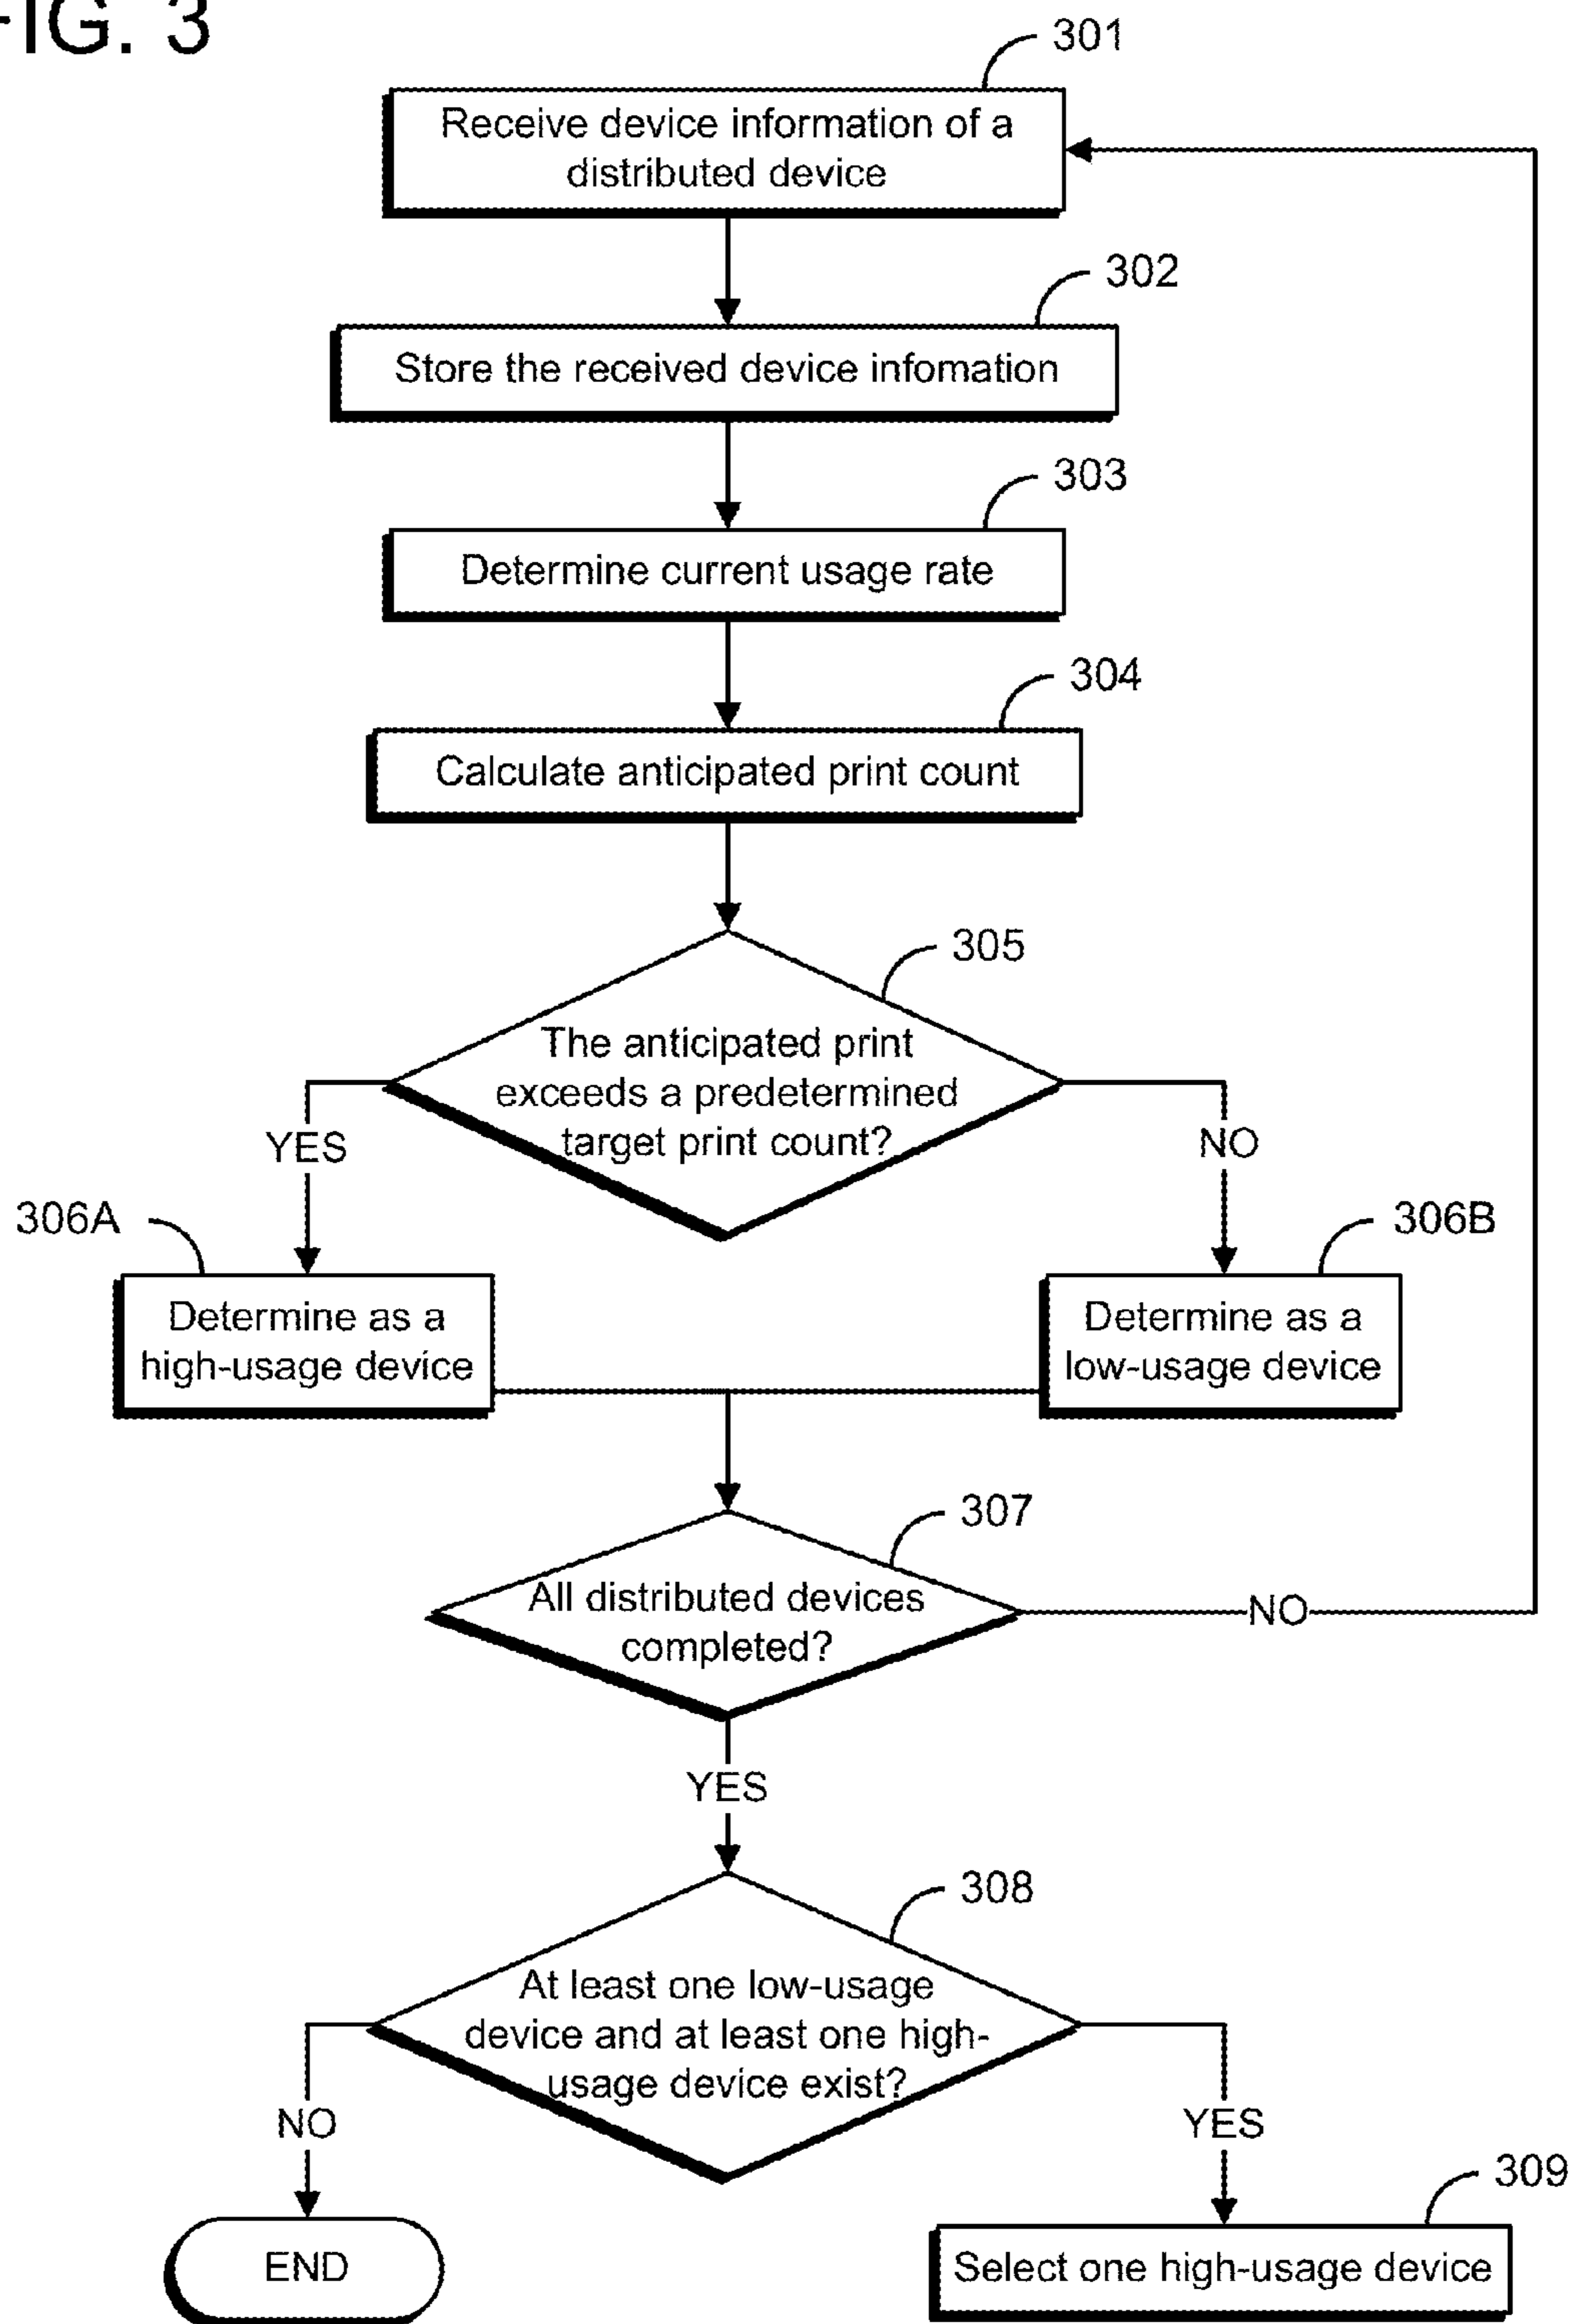 FIG. 3
301
Receive device information of a
distributed device
302
Store the received device infomation
303
Determine current usage rate
304
Calculate anticipated print count
305
The anticipated print
exceeds a predetermined
target print count?
YES
NO
306A
306B
Determine as a
high-usage device
Determine as a
low-usage device
307
All distributed devices
completed?
NO
YES
308
At least one low-usage
device and at least one high-
usage device exist?
NO
YES
309
END
Select one high-usage device